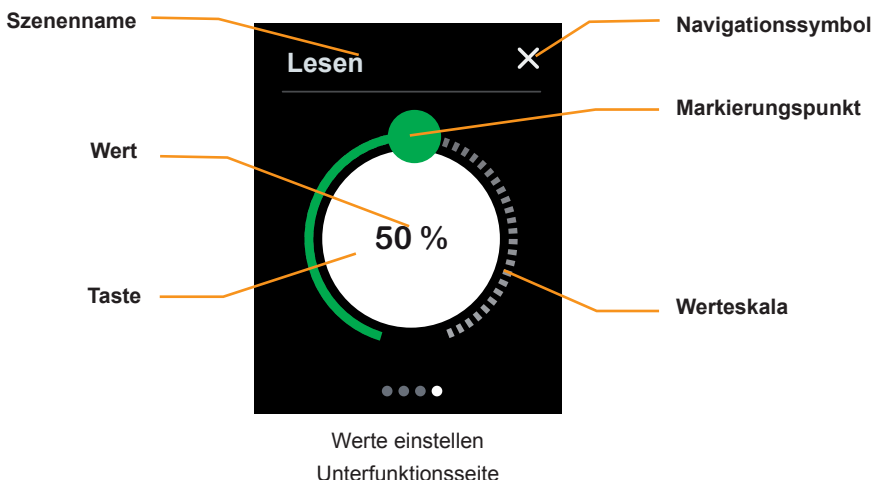 Szenenname
Navigationssymbol
Lesen
Markierungspunkt
Wert
50 %
Taste
Werteskala
Werte einstellen
Unterfunktionsseite